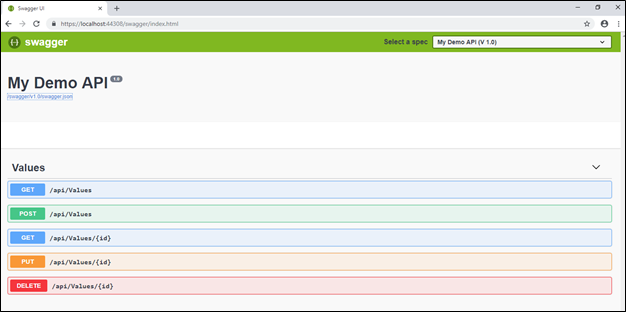 Swagger UI
https://localhost:44308/swagger/index.html
swagger
Select a spec
My Demo API (V 1.0)
My Demo API 1.0
/swagger/v1.0/swagger.json
Values
GET /api/Values
POST /api/Values
GET /api/Values/{id}
PUT /api/Values/{id}
DELETE /api/Values/{id}